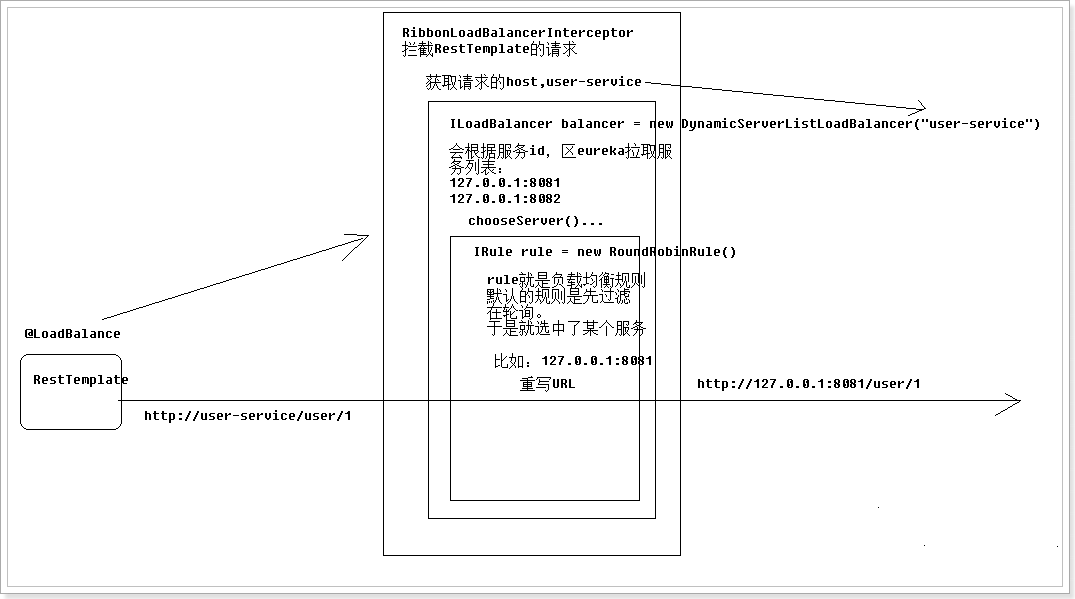 RibbonLoadBalancerInterceptor
拦截RestTemplate的请求
获取请求的host,user-service
ILoadBalancer balancer = new DynamicServerListLoadBalancer("user-service")
会根据服务id，区eureka拉取服
务列表：
127.0.0.1:8081
127.0.0.1:8082
chooseServer()...
IRule rule = new RoundRobinRule()
rule就是负载均衡规则
默认的规则是先过滤
在轮询。
于是就选中了某个服务
比如：127.0.0.1:8081
重写URL
@LoadBalance
RestTemplate
http://user-service/user/1
http://127.0.0.1:8081/user/1